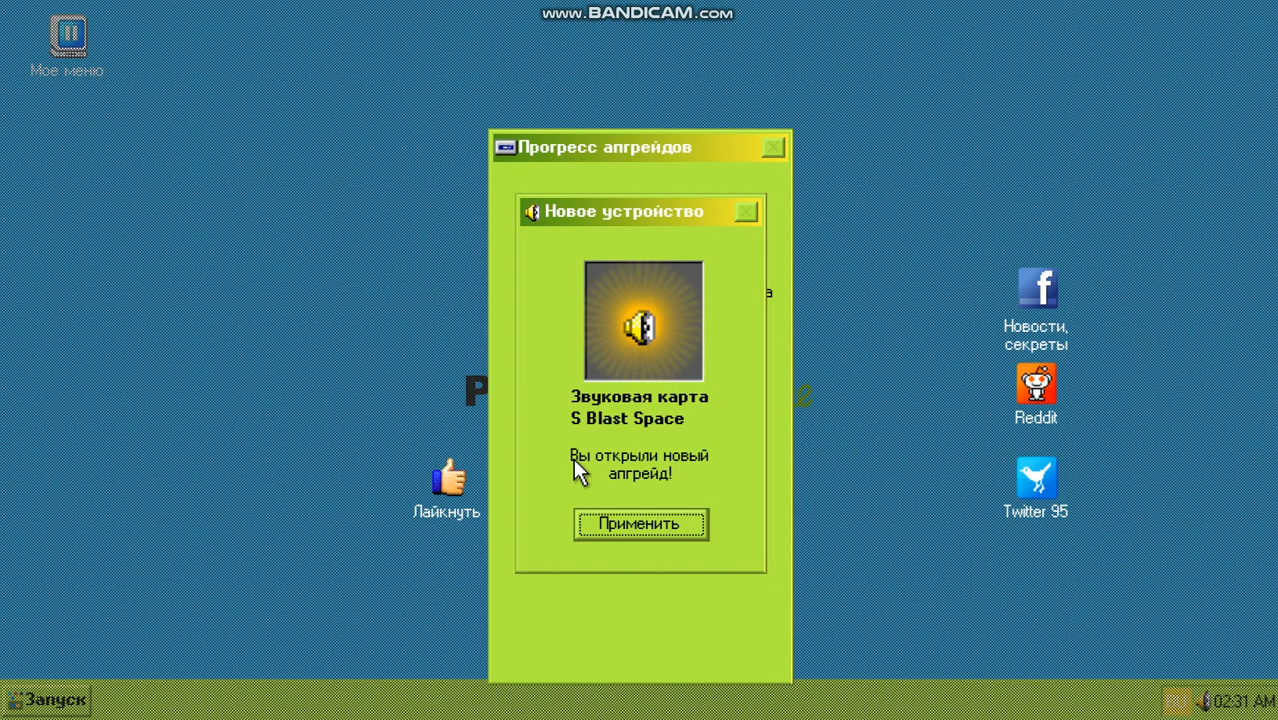 www.BANDICAM.com
Мое меню
Прогресс апгрейдов
Новое устройство
а
Звуковая карта
S Blast Space
Вы открыли новый
апгрейд!
Применить
P
Лайкнуть
f
Новости,
секреты
Reddit
Twitter 95
Запуск
RU
02:31 AM